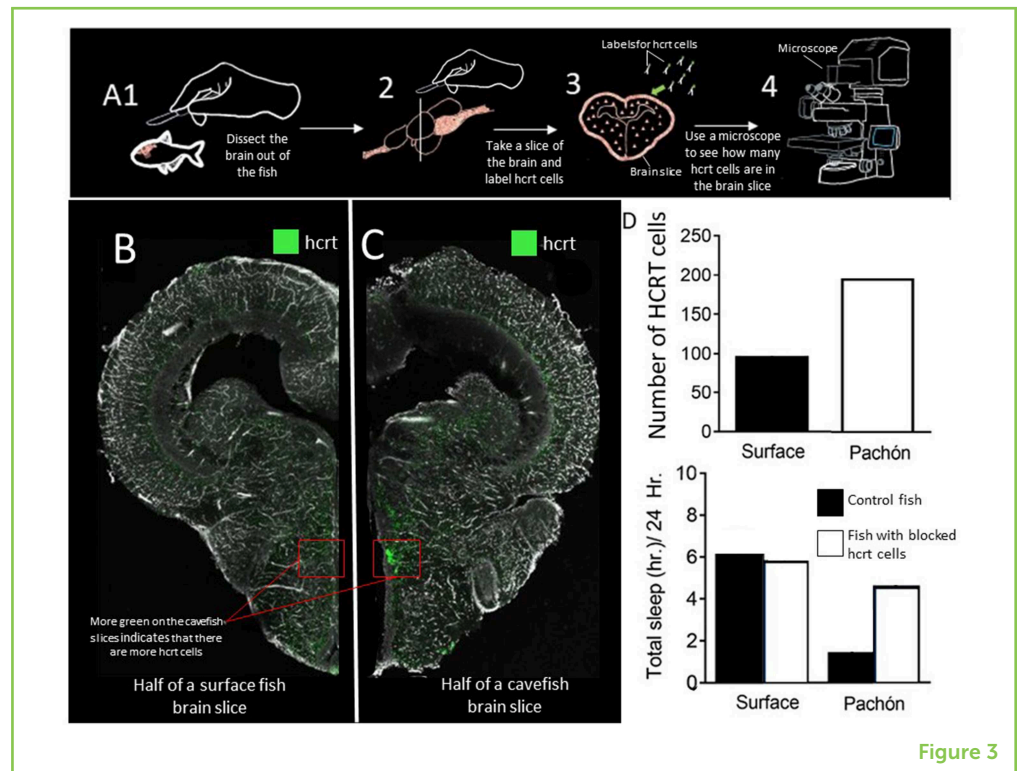 A1
Dissect the
brain out of
the fish
2
Take a slice of
the brain and
label hcrt cells
3
Labels for hcrt cells
Brain slice
Use a microscope
to see how many
hcrt cells are in
the brain slice
4
Microscope
B
hcrt
More green on the cavefish
slices indicates that there
are more hcrt cells
Half of a surface fish
brain slice
C
hcrt
Half of a cavefish
brain slice
D
Number of HCRT cells
250
200
150
100
50
0
Surface Pachón
Total sleep (hr.)/ 24 Hr.
10
8
6
4
2
0
Control fish
Fish with blocked
hcrt cells
Surface Pachón
Figure 3